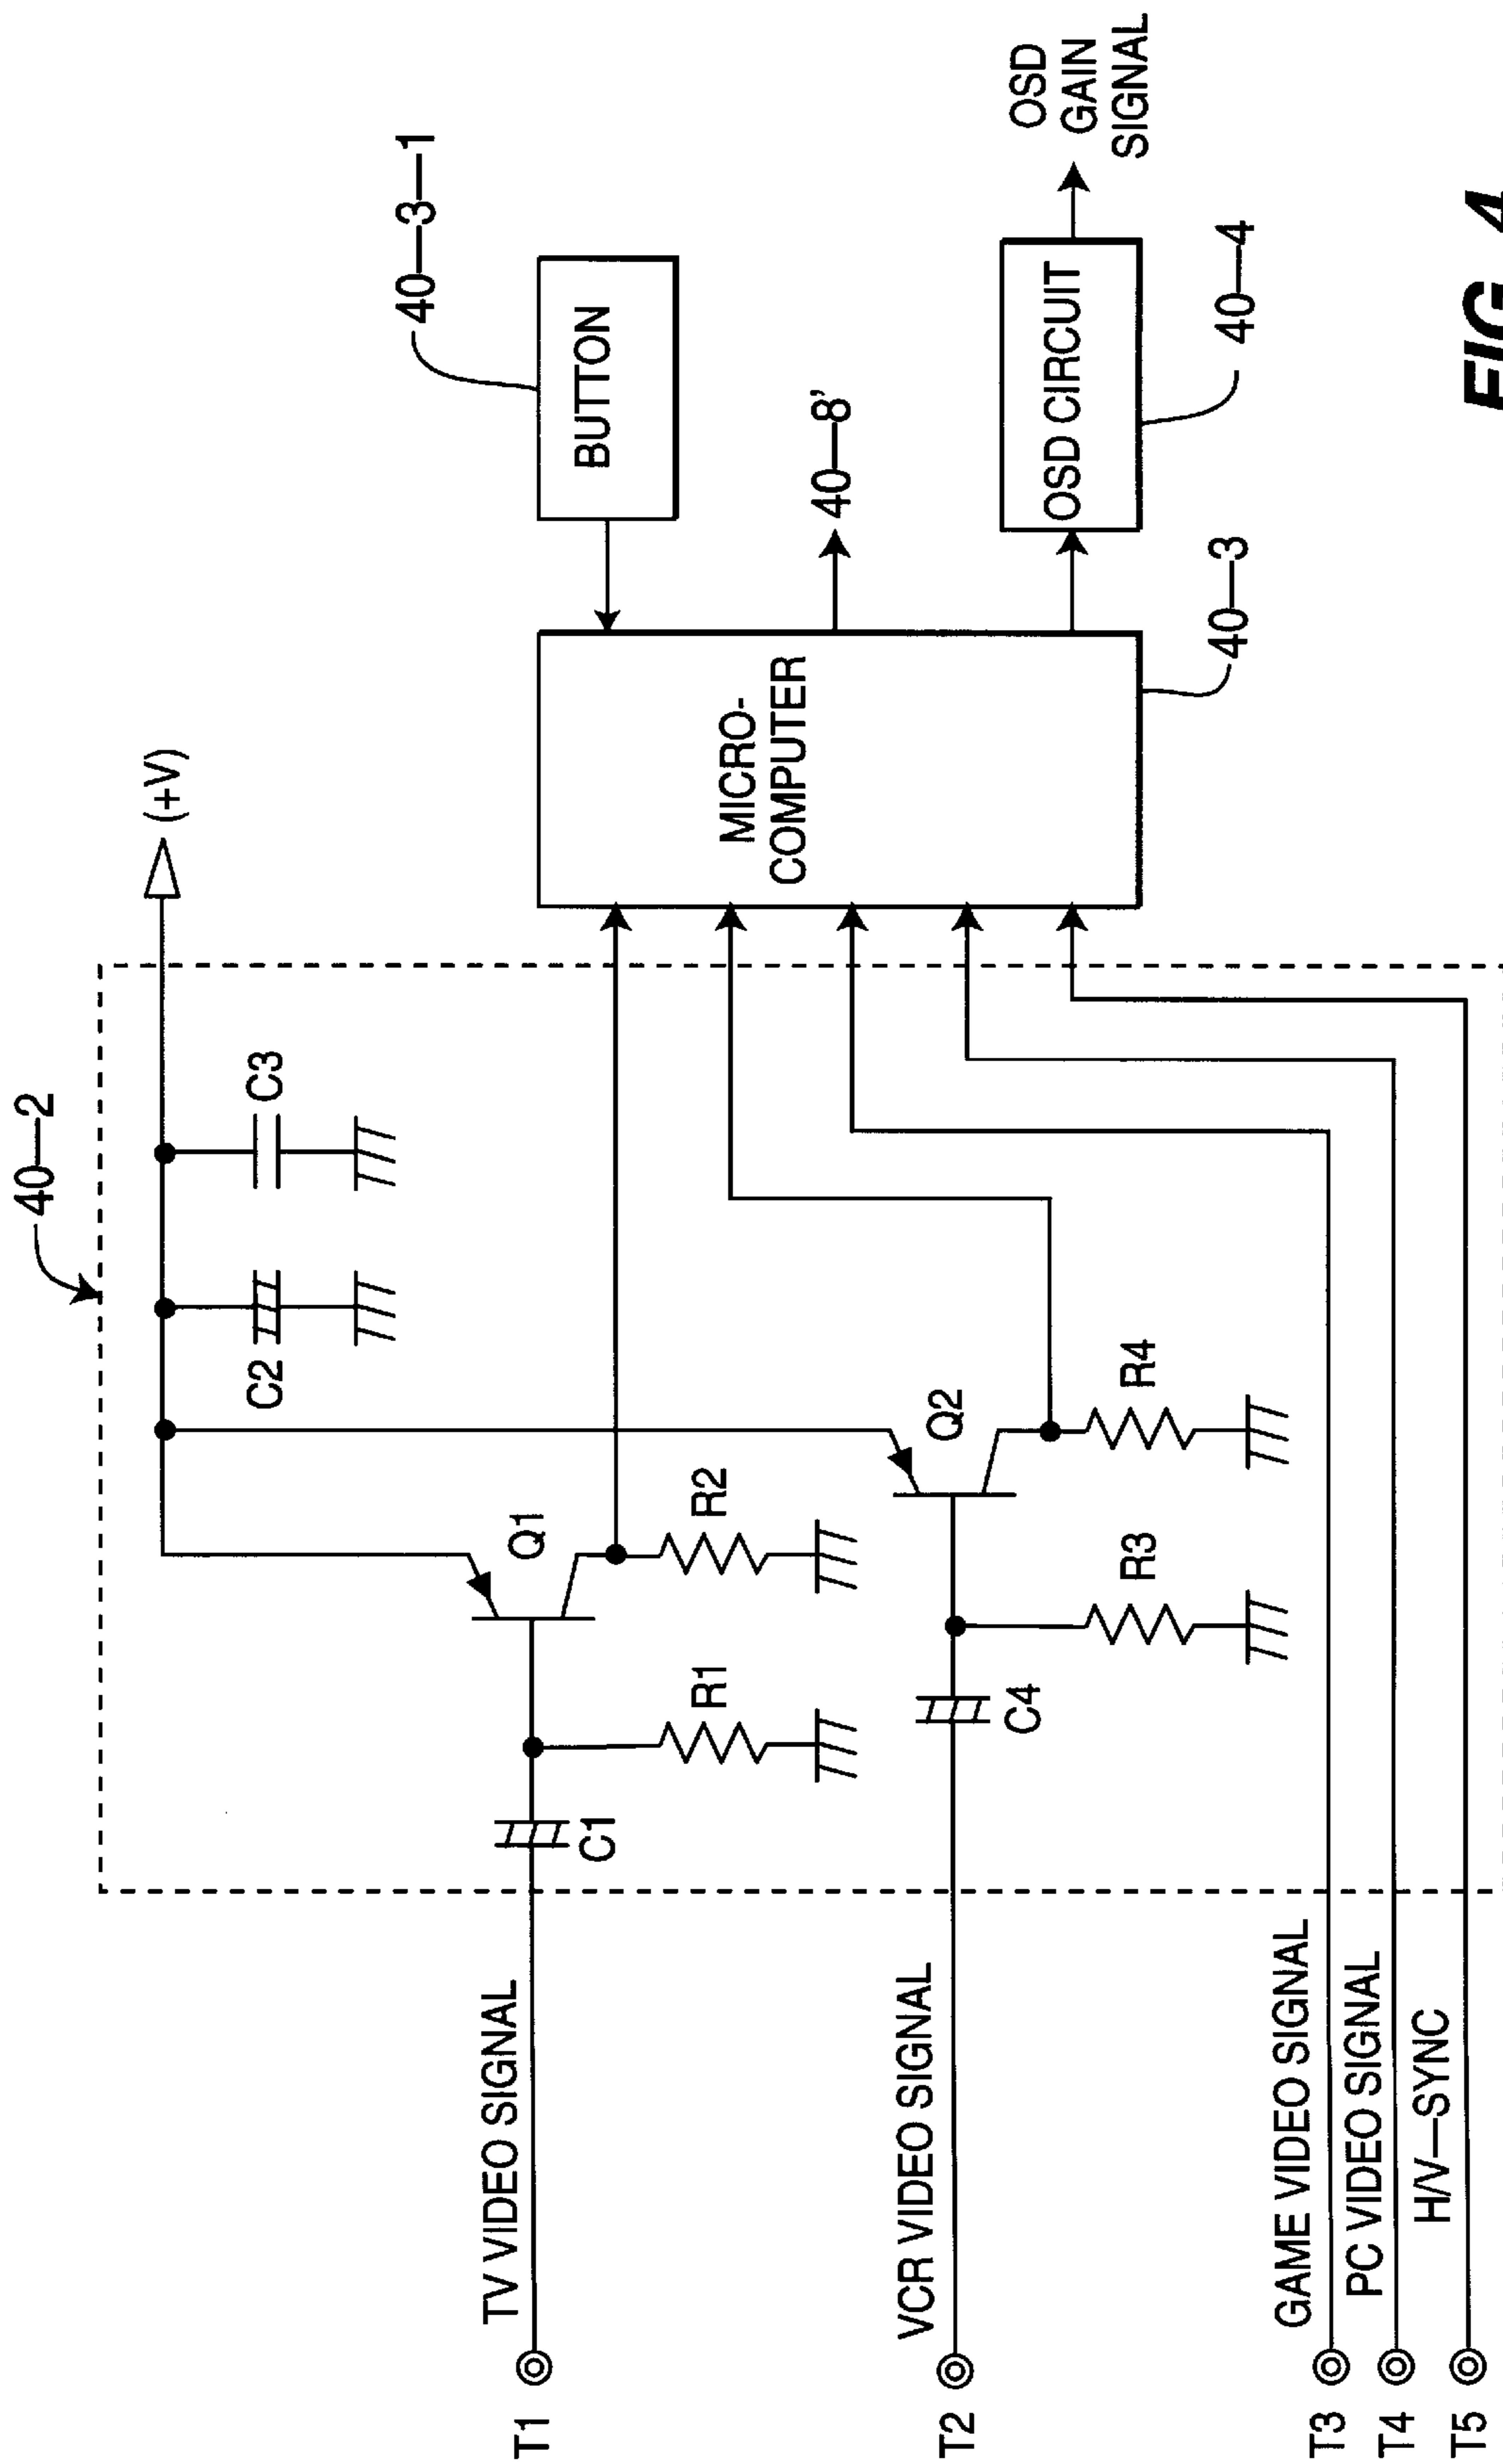 40—2
(+V)
C2
C3
40—3—1
BUTTON
TV VIDEO SIGNAL
T1
C1
R1
Q1
R2
MICRO-
COMPUTER
40—8'
VCR VIDEO SIGNAL
T2
C4
R3
Q2
R4
40—3
OSD CIRCUIT
40—4
OSD
GAIN
SIGNAL
GAME VIDEO SIGNAL
T3
PC VIDEO SIGNAL
T4
H/V—SYNC
T5